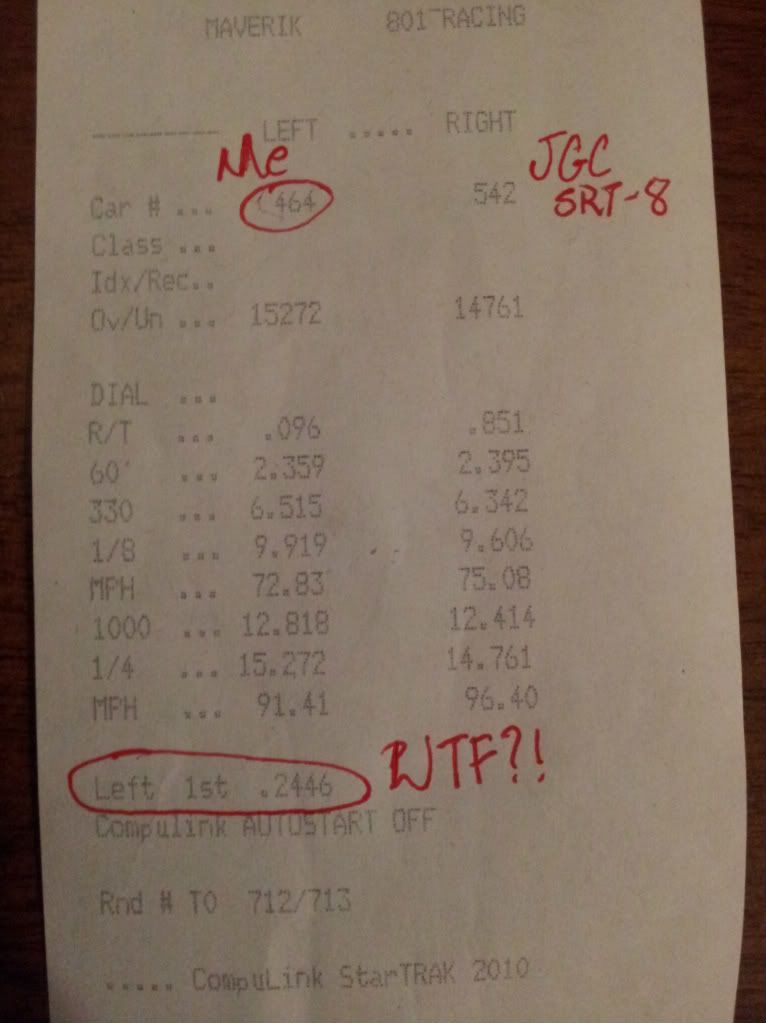 MAVERIK 801-RACING
------------ LEFT ..... RIGHT
Me JGC
SRT-8
Car # ... 464 542
Class ...
Idx/Rec..
Ov/Un ... 15272 14761
DIAL ...
R/T ... .096 .851
60' ... 2.359 2.395
330 ... 6.515 6.342
1/8 ... 9.919 9.606
MPH ... 72.83 75.08
1000 ... 12.818 12.414
1/4 ... 15.272 14.761
MPH ... 91.41 96.40
WTF?!
Left 1st .2446
Compulink AUTOSTART OFF
Rnd # TO 712/713
..... CompuLink StarTRAK 2010